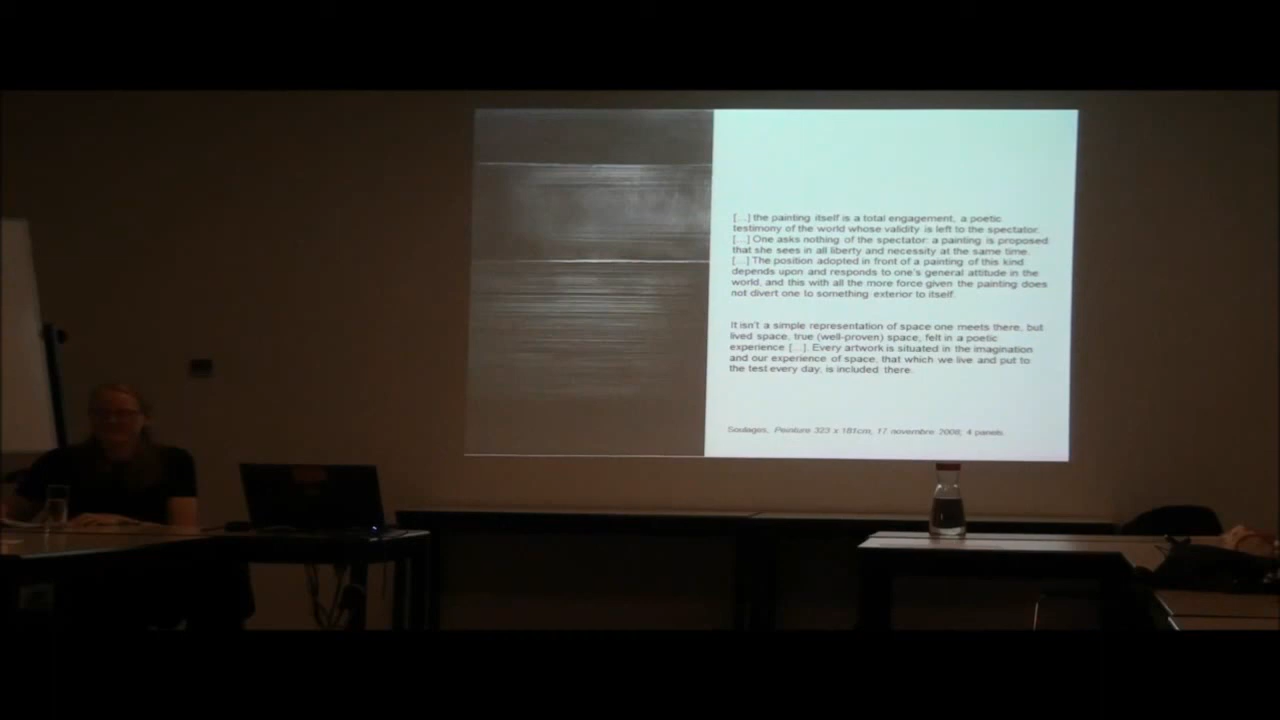 [...] the painting itself is a total engagement, a poetic
testimony of the world whose validity is left to the spectator.
[...] One asks nothing of the spectator: a painting is proposed
that she sees in all liberty and necessity at the same time.
[...] The position adopted in front of a painting of this kind
depends upon and responds to one's general attitude in the
world, and this with all the more force given the painting does
not divert one to something exterior to itself.
It isn't a simple representation of space one meets there, but
lived space, true (well-proven) space, felt in a poetic
experience [...]. Every artwork is situated in the imagination
and our experience of space, that which we live and put to
the test every day, is included there.
Soulages, Peinture 323 x 181cm, 17 novembre 2008; 4 panels.